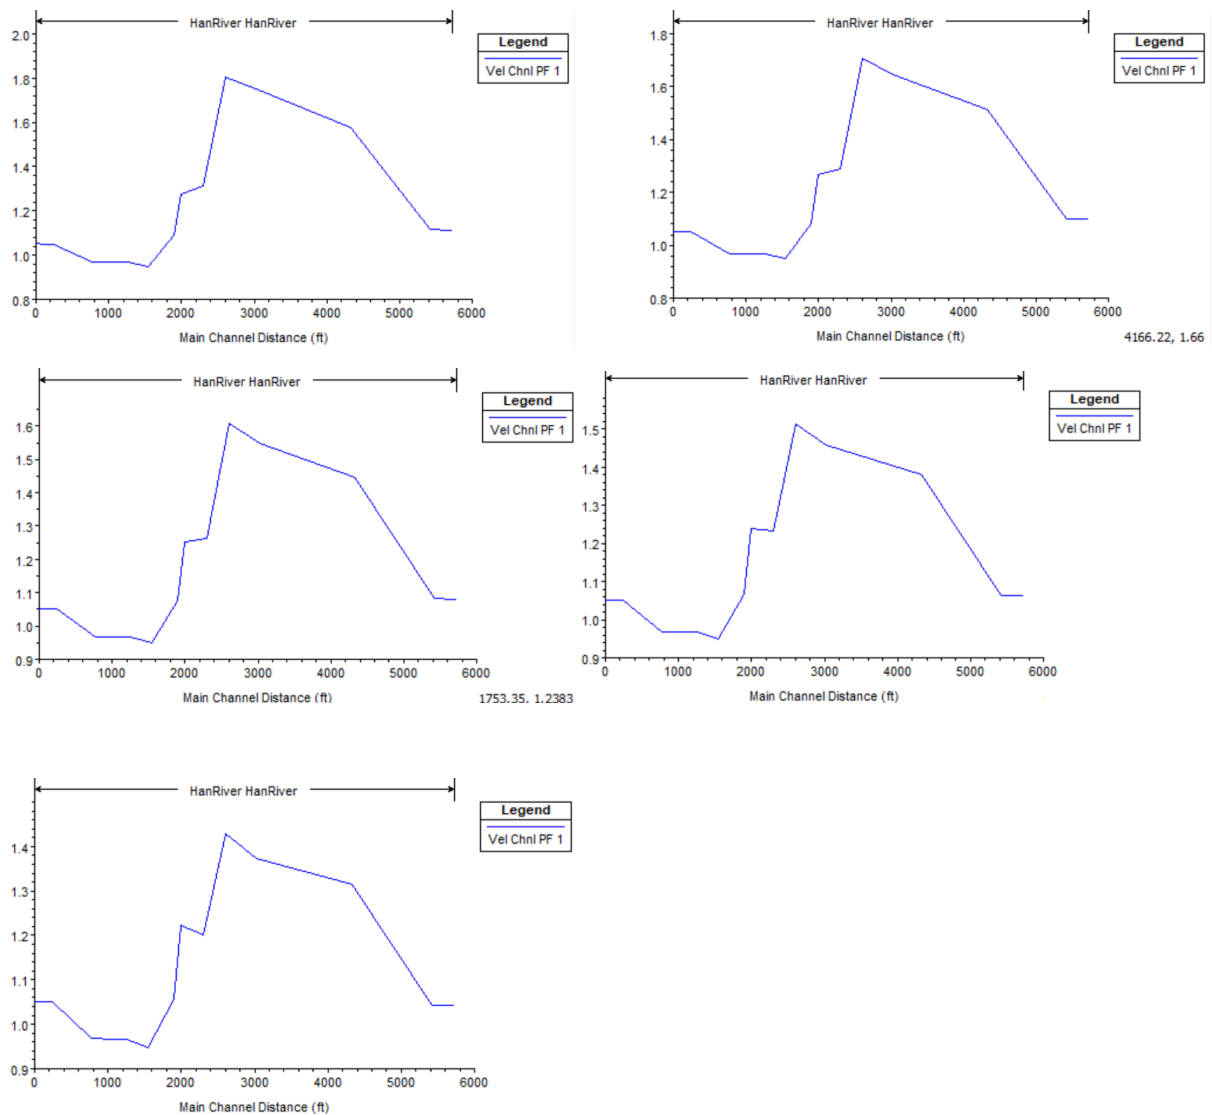 HanRiver HanRiver
Legend
Vel Chnl PF 1
2.0
1.8
1.6
1.4
1.2
1.0
0.8
0 1000 2000 3000 4000 5000 6000
Main Channel Distance (ft)
HanRiver HanRiver
Legend
Vel Chnl PF 1
1.8
1.6
1.4
1.2
1.0
0.8
0 1000 2000 3000 4000 5000 6000
Main Channel Distance (ft)
4166.22, 1.66
HanRiver HanRiver
Legend
Vel Chnl PF 1
1.6
1.5
1.4
1.3
1.2
1.1
1.0
0.9
0 1000 2000 3000 4000 5000 6000
Main Channel Distance (ft)
1753.35, 1.2383
HanRiver HanRiver
Legend
Vel Chnl PF 1
1.5
1.4
1.3
1.2
1.1
1.0
0.9
0 1000 2000 3000 4000 5000 6000
Main Channel Distance (ft)
HanRiver HanRiver
Legend
Vel Chnl PF 1
1.4
1.3
1.2
1.1
1.0
0.9
0 1000 2000 3000 4000 5000 6000
Main Channel Distance (ft)